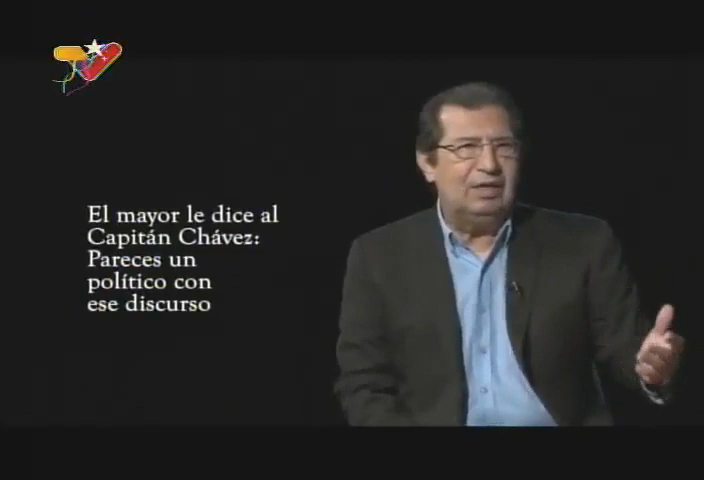 El mayor le dice al
Capitán Chávez:
Pareces un
político con
ese discurso